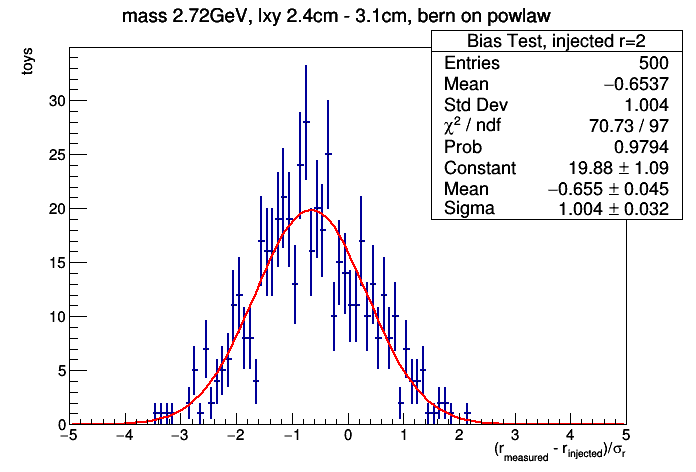 mass 2.72GeV, lxy 2.4cm - 3.1cm, bern on powlaw
toys
Bias Test, injected r=2
Entries 500
Mean −0.6537
Std Dev 1.004
χ² / ndf 70.73 / 97
Prob 0.9794
Constant 19.88 ± 1.09
Mean −0.655 ± 0.045
Sigma 1.004 ± 0.032
30
25
20
15
10
5
0
−5 −4 −3 −2 −1 0 1 2 3 4 5
(r_measured - r_injected)/σ_r